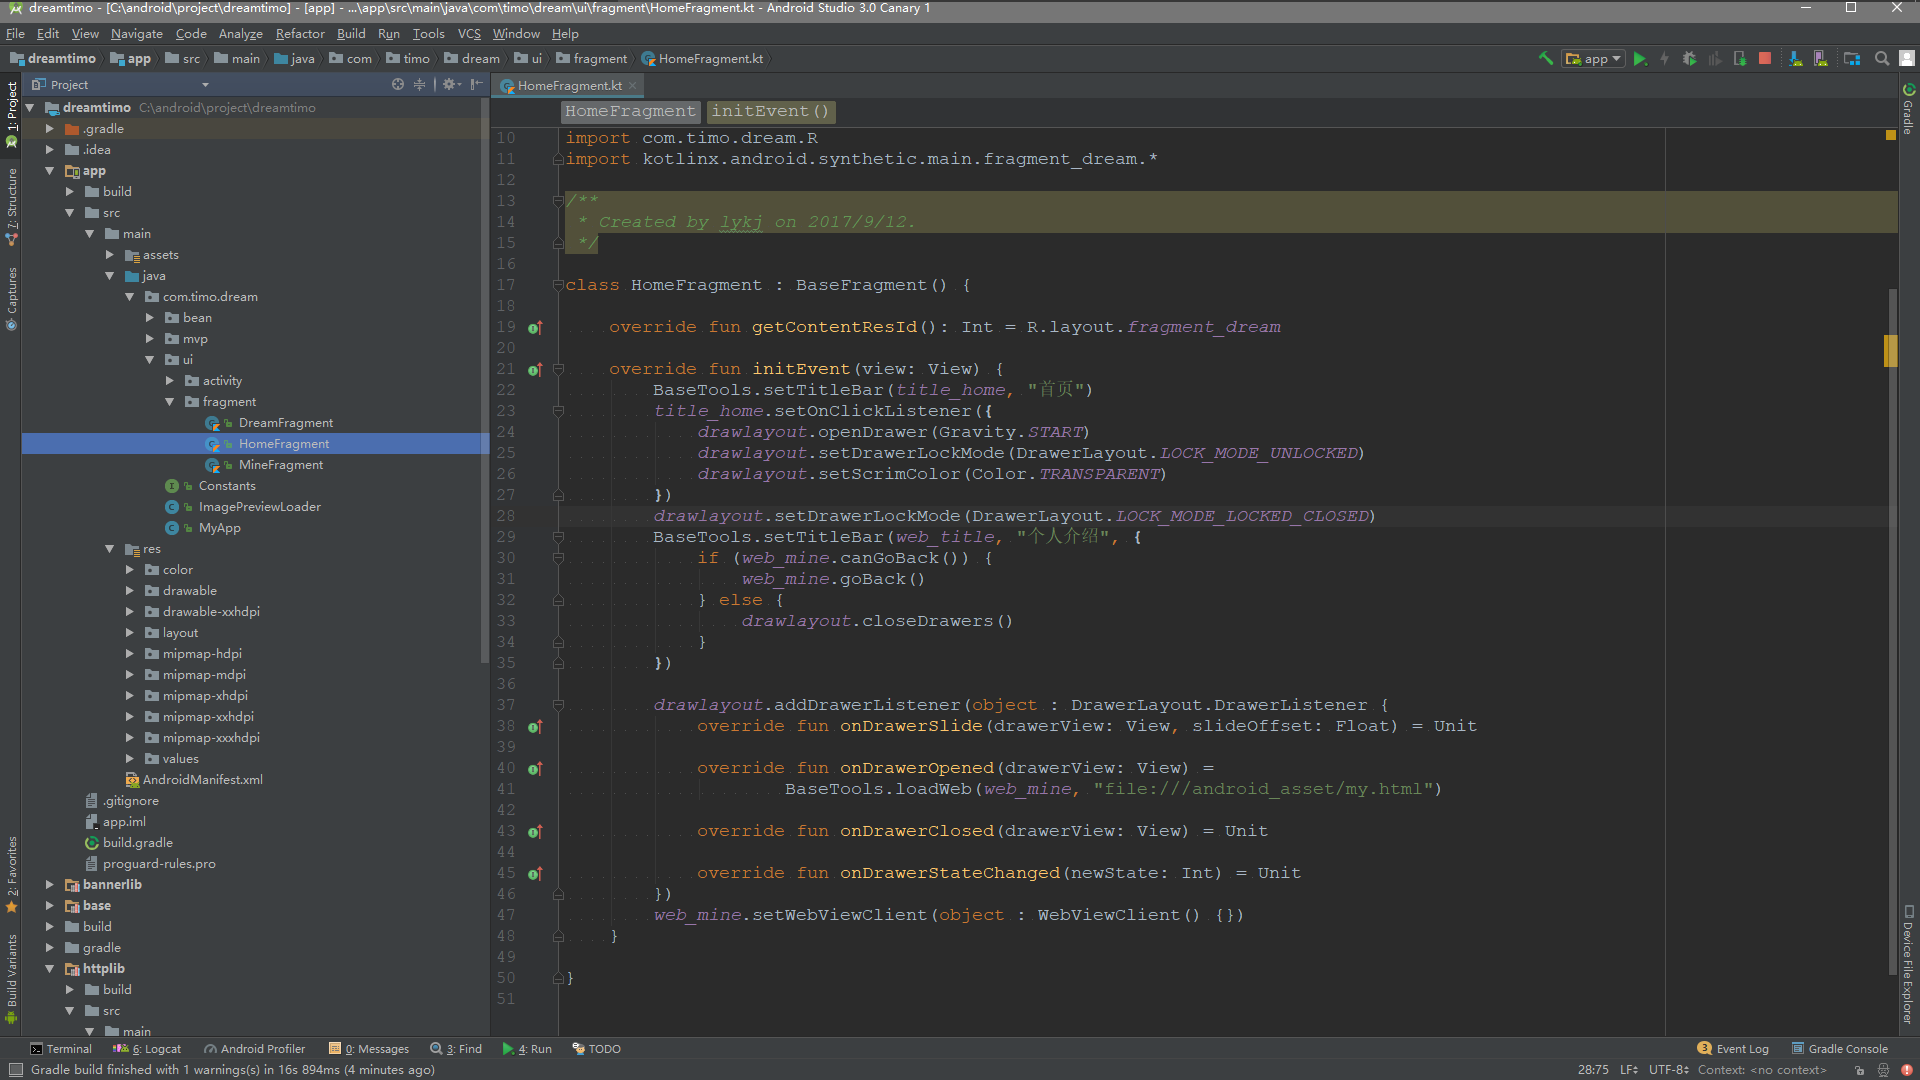 dreamtimo - [C:\android\project\dreamtimo] - [app] - ...\app\src\main\java\com\timo\dream\ui\fragment\HomeFragment.kt - Android Studio 3.0 Canary 1
File Edit View Navigate Code Analyze Refactor Build Run Tools VCS Window Help
dreamtimo app src main java com timo dream ui fragment HomeFragment.kt
app
Project
HomeFragment.kt
1: Project
7: Structure
Captures
2: Favorites
Build Variants
dreamtimo C:\android\project\dreamtimo
.gradle
.idea
app
build
src
main
assets
java
com.timo.dream
bean
mvp
ui
activity
fragment
DreamFragment
HomeFragment
MineFragment
Constants
ImagePreviewLoader
MyApp
res
color
drawable
drawable-xxhdpi
layout
mipmap-hdpi
mipmap-mdpi
mipmap-xhdpi
mipmap-xxhdpi
mipmap-xxxhdpi
values
AndroidManifest.xml
.gitignore
app.iml
build.gradle
proguard-rules.pro
bannerlib
base
build
gradle
httplib
build
src
main
HomeFragment initEvent()
10 import com.timo.dream.R
11 import kotlinx.android.synthetic.main.fragment_dream.*
12
13 /**
14 * Created by lykj on 2017/9/12.
15 */
16
17 class HomeFragment : BaseFragment() {
18
19 override fun getContentResId(): Int = R.layout.fragment_dream
20
21 override fun initEvent(view: View) {
22 BaseTools.setTitleBar(title_home, "首页")
23 title_home.setOnClickListener({
24 drawlayout.openDrawer(Gravity.START)
25 drawlayout.setDrawerLockMode(DrawerLayout.LOCK_MODE_UNLOCKED)
26 drawlayout.setScrimColor(Color.TRANSPARENT)
27 })
28 drawlayout.setDrawerLockMode(DrawerLayout.LOCK_MODE_LOCKED_CLOSED)
29 BaseTools.setTitleBar(web_title, "个人介绍", {
30 if (web_mine.canGoBack()) {
31 web_mine.goBack()
32 } else {
33 drawlayout.closeDrawers()
34 }
35 })
36
37 drawlayout.addDrawerListener(object : DrawerLayout.DrawerListener {
38 override fun onDrawerSlide(drawerView: View, slideOffset: Float) = Unit
39
40 override fun onDrawerOpened(drawerView: View) =
41 BaseTools.loadWeb(web_mine, "file:///android_asset/my.html")
42
43 override fun onDrawerClosed(drawerView: View) = Unit
44
45 override fun onDrawerStateChanged(newState: Int) = Unit
46 })
47 web_mine.setWebViewClient(object : WebViewClient() {})
48 }
49
50 }
51
Gradle
Device File Explorer
Terminal 6: Logcat Android Profiler 0: Messages 3: Find 4: Run TODO 3 Event Log Gradle Console
Gradle build finished with 1 warnings(s) in 16s 894ms (4 minutes ago) 28:75 LF UTF-8 Context: <no context>